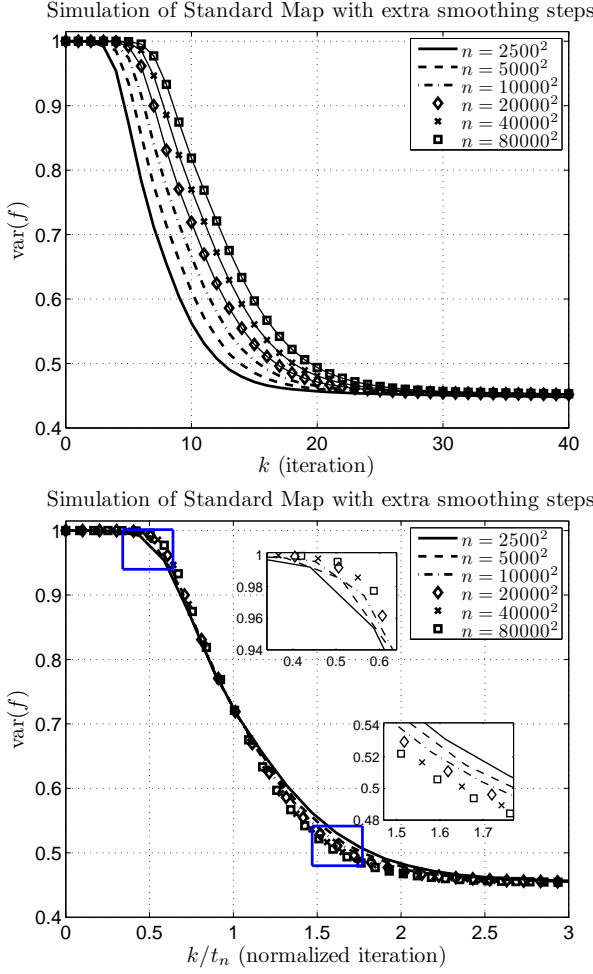 Simulation of Standard Map with extra smoothing steps
1
0.9
0.8
0.7
0.6
0.5
0.4
var(f)
n = 2500²
n = 5000²
n = 10000²
n = 20000²
n = 40000²
n = 80000²
0 10 20 30 40
k (iteration)
Simulation of Standard Map with extra smoothing steps
1
0.9
0.8
0.7
0.6
0.5
0.4
var(f)
n = 2500²
n = 5000²
n = 10000²
n = 20000²
n = 40000²
n = 80000²
1
0.98
0.96
0.94
0.4 0.5 0.6
0.54
0.52
0.5
0.48
1.5 1.6 1.7
0 0.5 1 1.5 2 2.5 3
k/tₙ (normalized iteration)